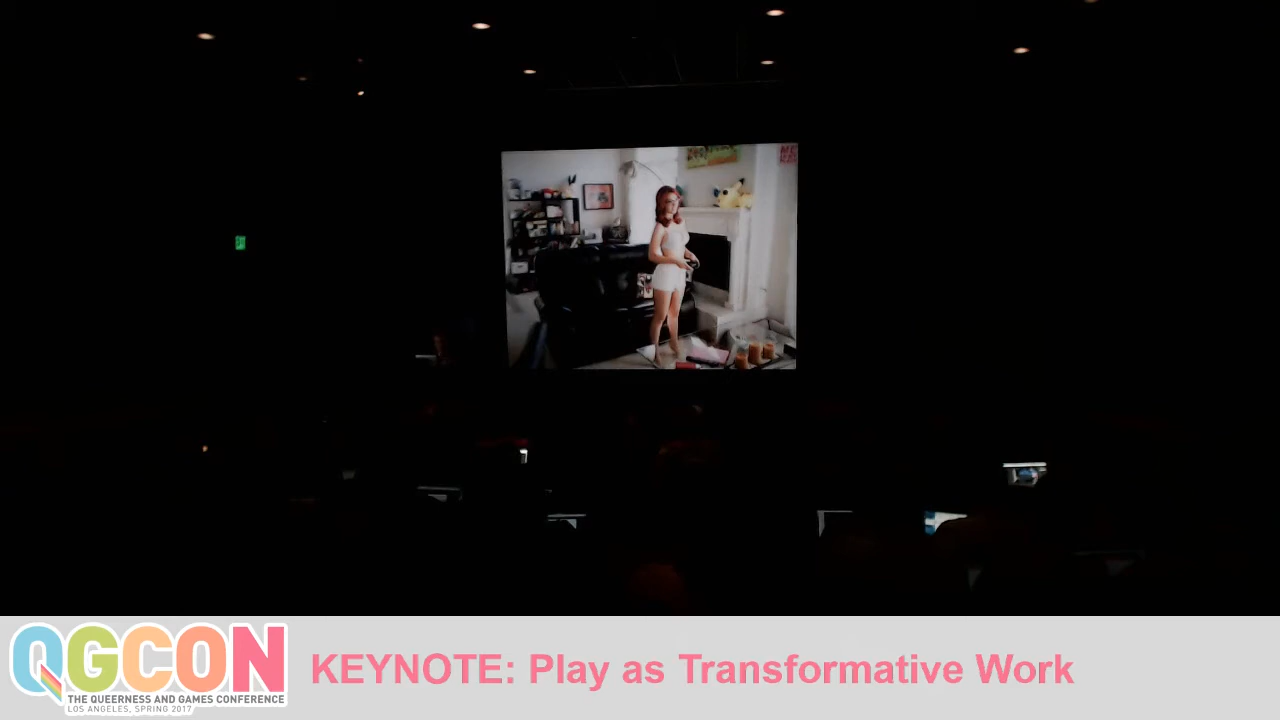 QGCON
THE QUEERNESS AND GAMES CONFERENCE
LOS ANGELES, SPRING 2017
KEYNOTE: Play as Transformative Work